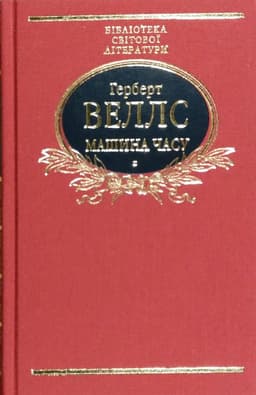 БІБЛІОТЕКА
СВІТОВОЇ
ЛІТЕРАТУРИ
Герберт
ВЕЛЛС
МАШИНА ЧАСУ